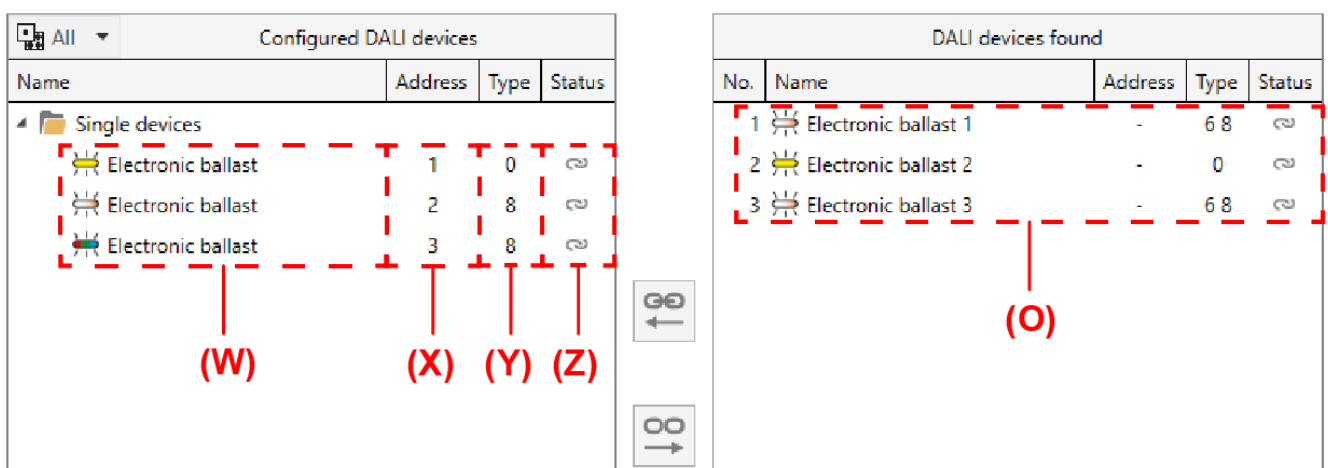 All Configured DALI devices
Name Address Type Status
Single devices
Electronic ballast 1 0
Electronic ballast 2 8
Electronic ballast 3 8
(W) (X) (Y) (Z)
DALI devices found
No. Name Address Type Status
1 Electronic ballast 1 - 6 8
2 Electronic ballast 2 - 0
3 Electronic ballast 3 - 6 8
(O)